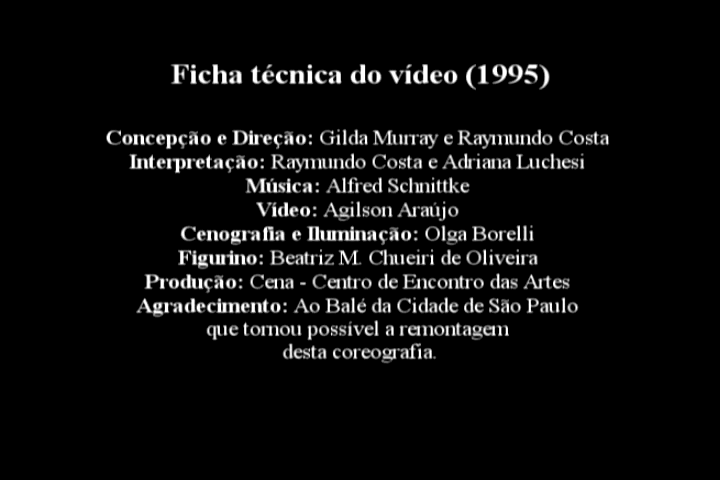 Ficha técnica do vídeo (1995)
Concepção e Direção: Gilda Murray e Raymundo Costa
Interpretação: Raymundo Costa e Adriana Luchesi
Música: Alfred Schnittke
Vídeo: Agilson Araújo
Cenografia e Iluminação: Olga Borelli
Figurino: Beatriz M. Chueiri de Oliveira
Produção: Cena - Centro de Encontro das Artes
Agradecimento: Ao Balé da Cidade de São Paulo
que tornou possível a remontagem
desta coreografia.